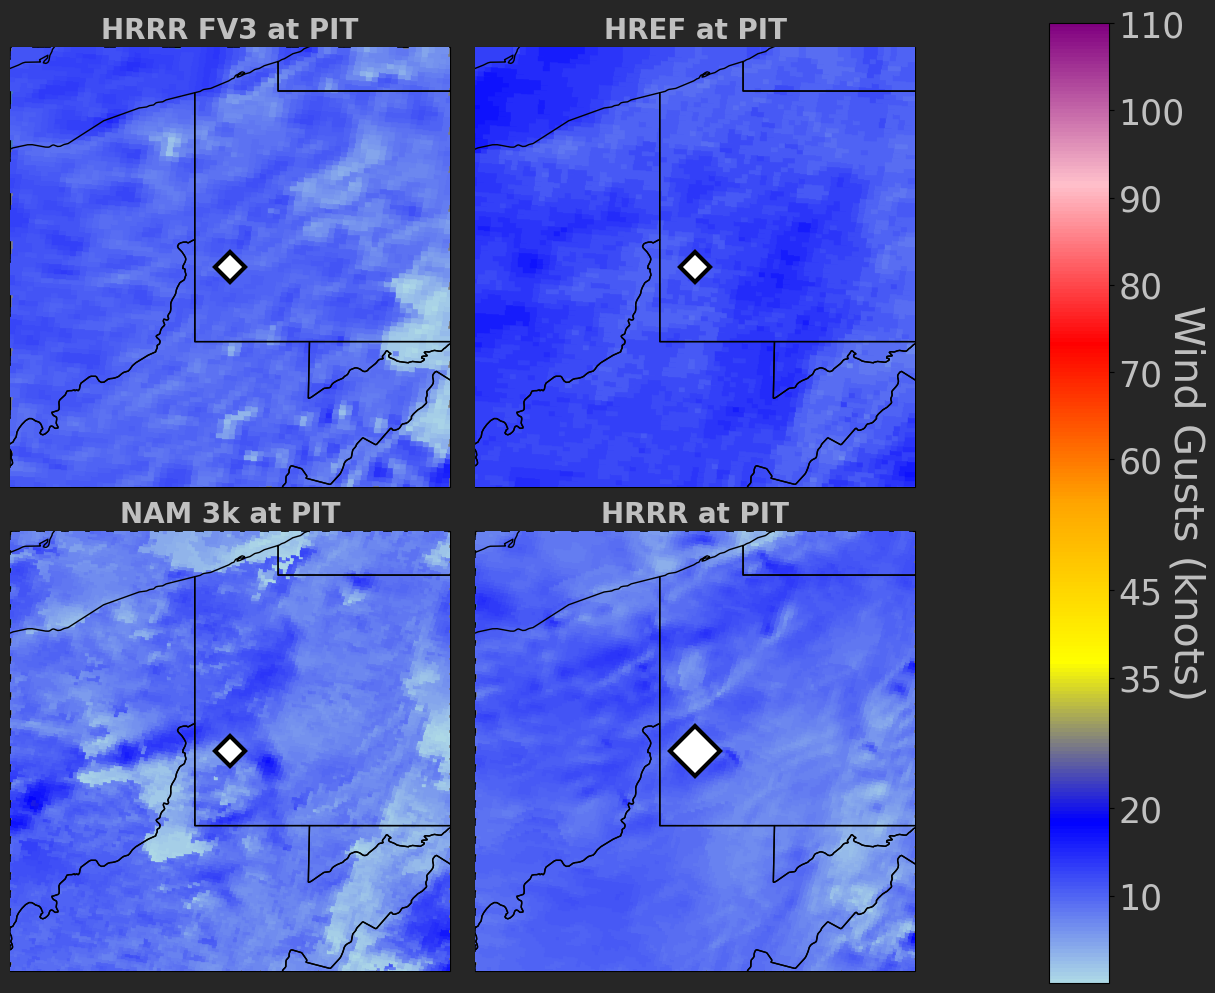 HRRR FV3 at PIT
HREF at PIT
NAM 3k at PIT
HRRR at PIT
110
100
90
80
70
60
45
35
20
10
Wind Gusts (knots)